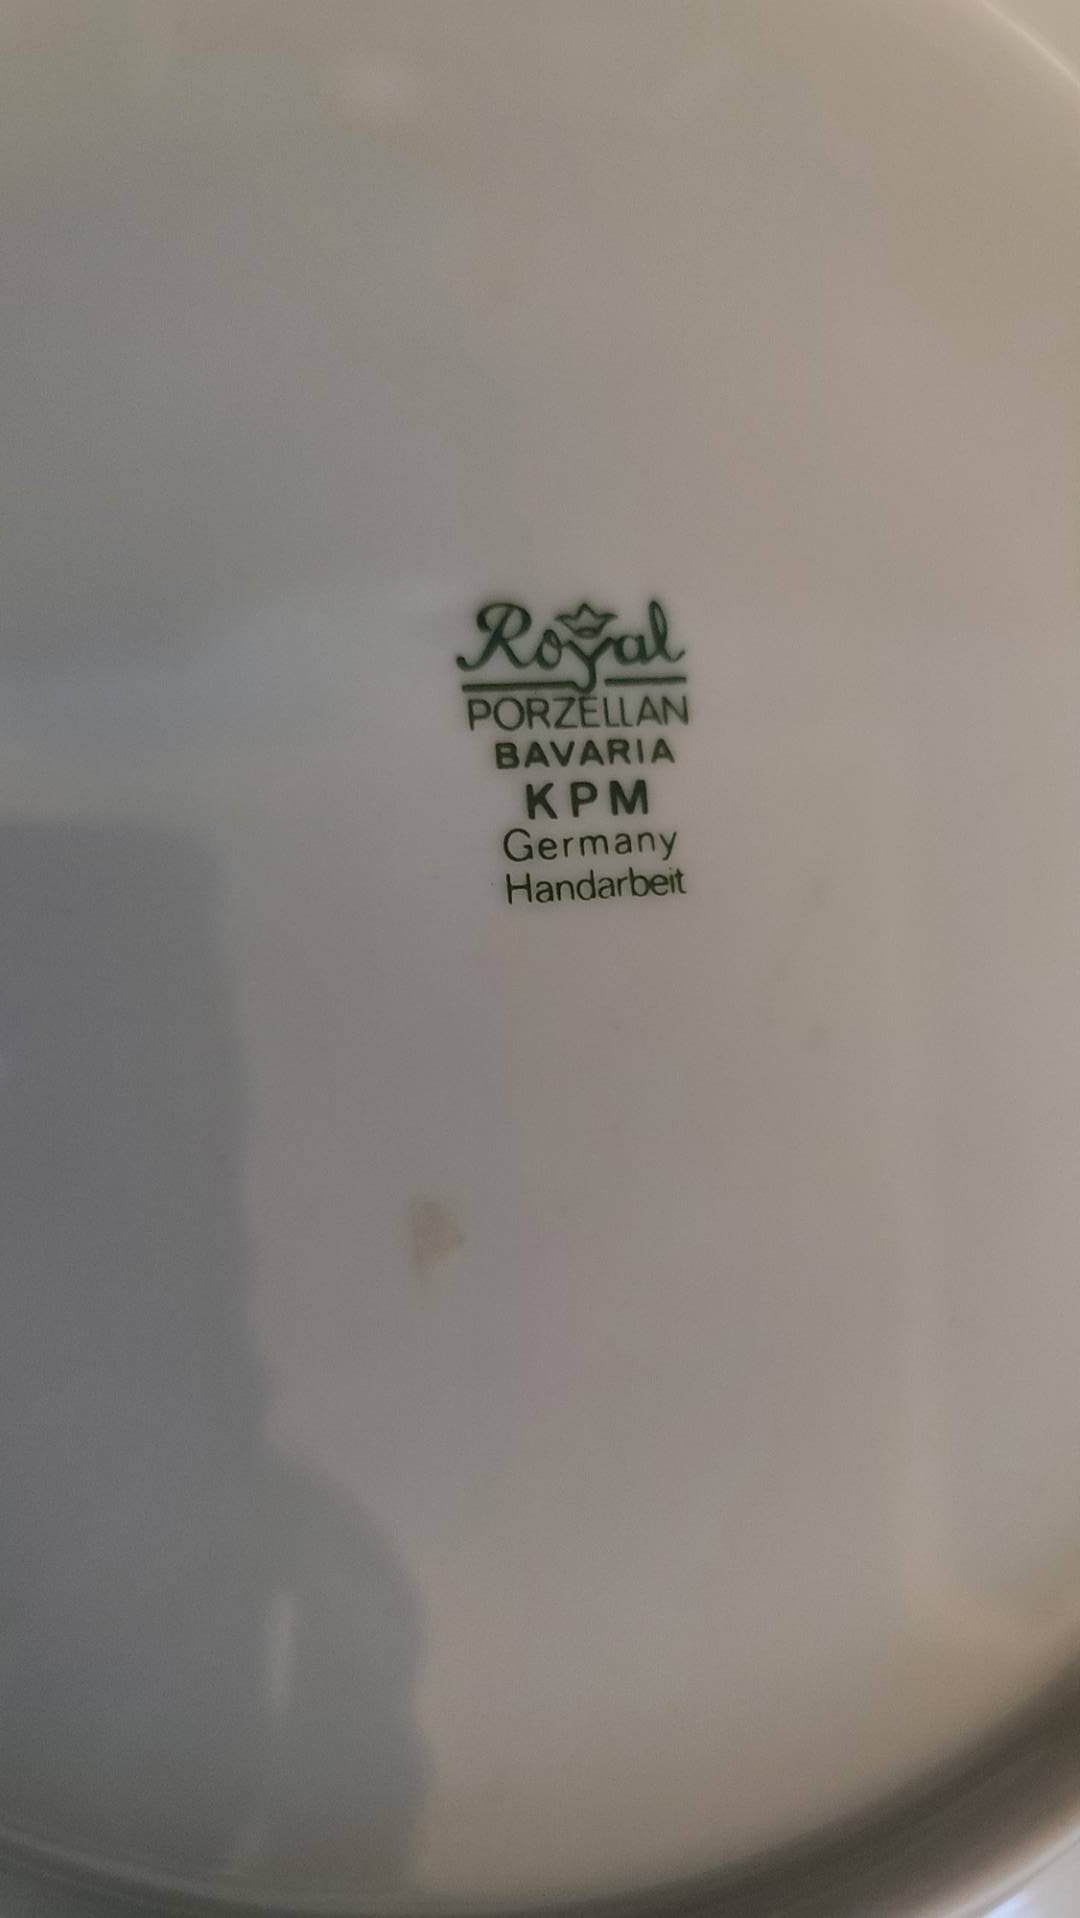 Royal
PORZELLAN
BAVARIA
KPM
Germany
Handarbeit